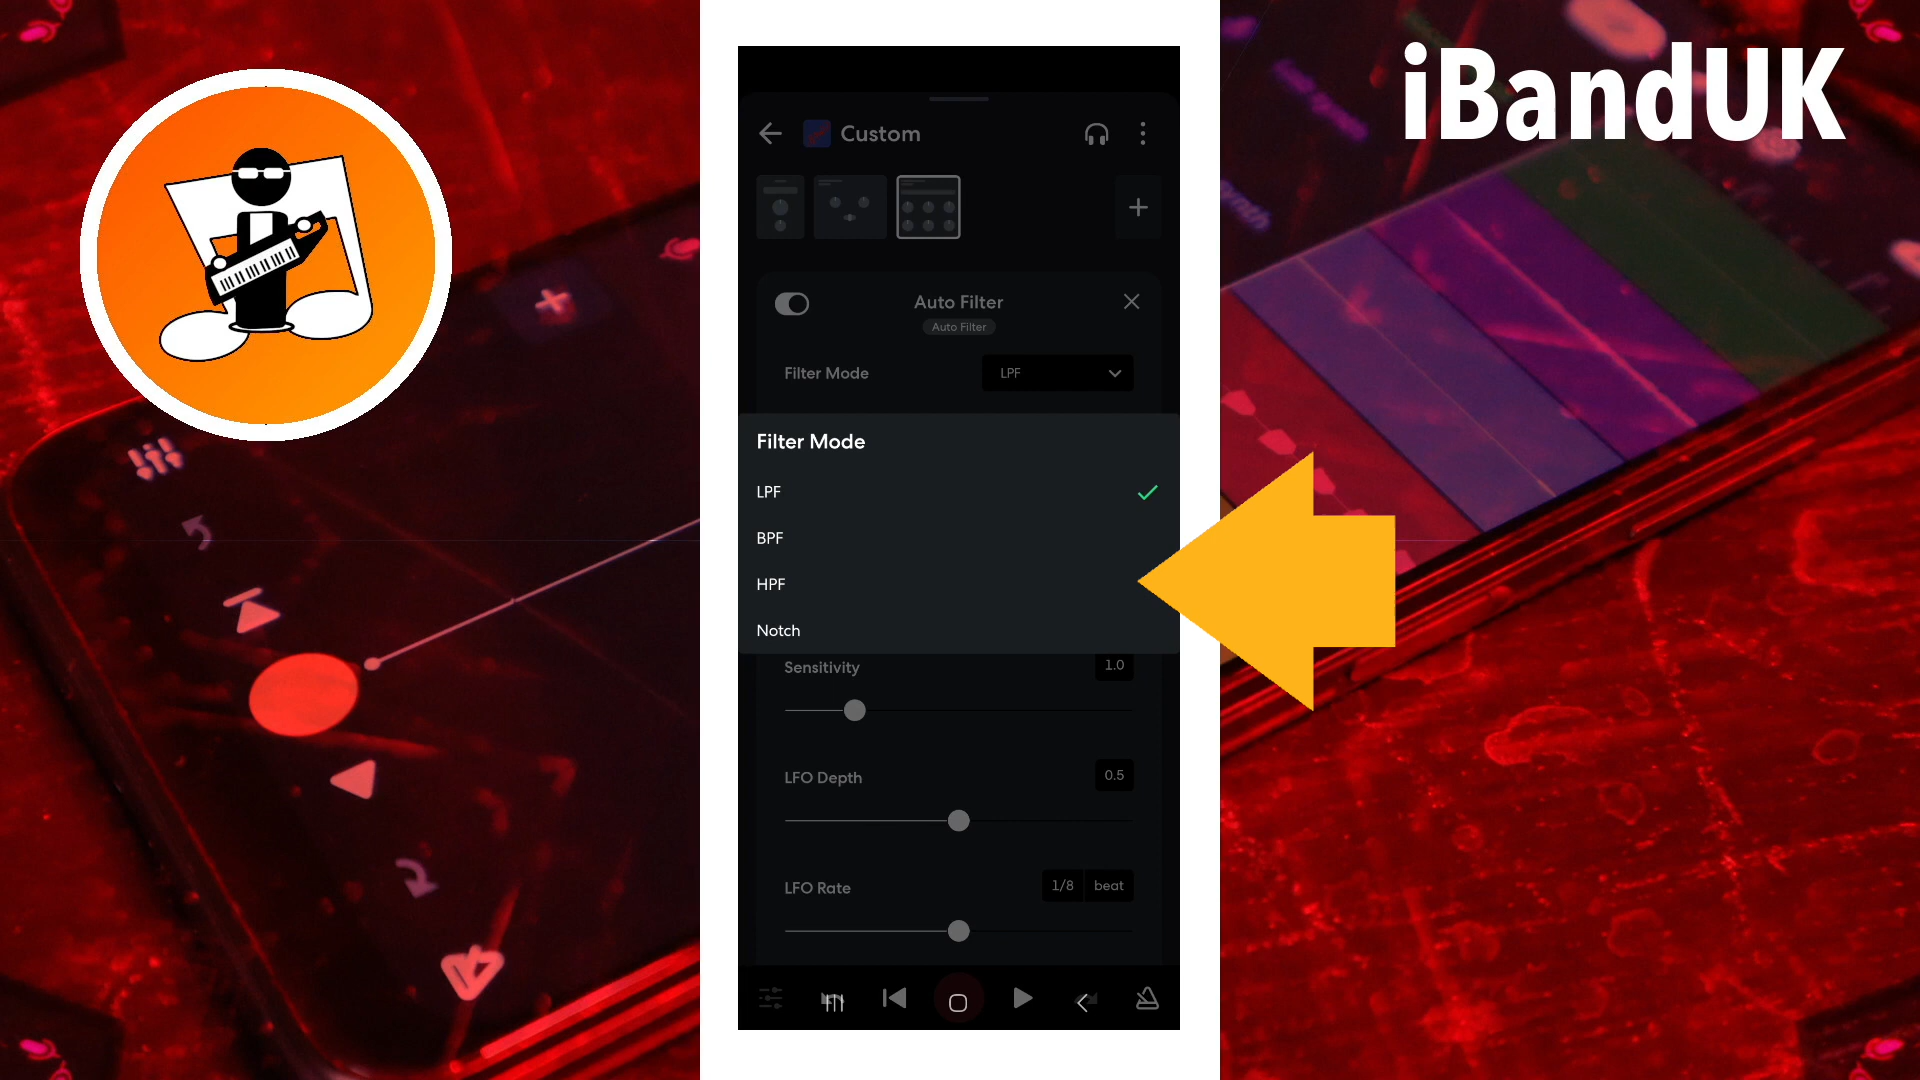 iBandUK
Custom
Auto Filter
Auto Filter
Filter Mode
LPF
Filter Mode
LPF
BPF
HPF
Notch
Sensitivity
1.0
LFO Depth
0.5
LFO Rate
1/8 beat